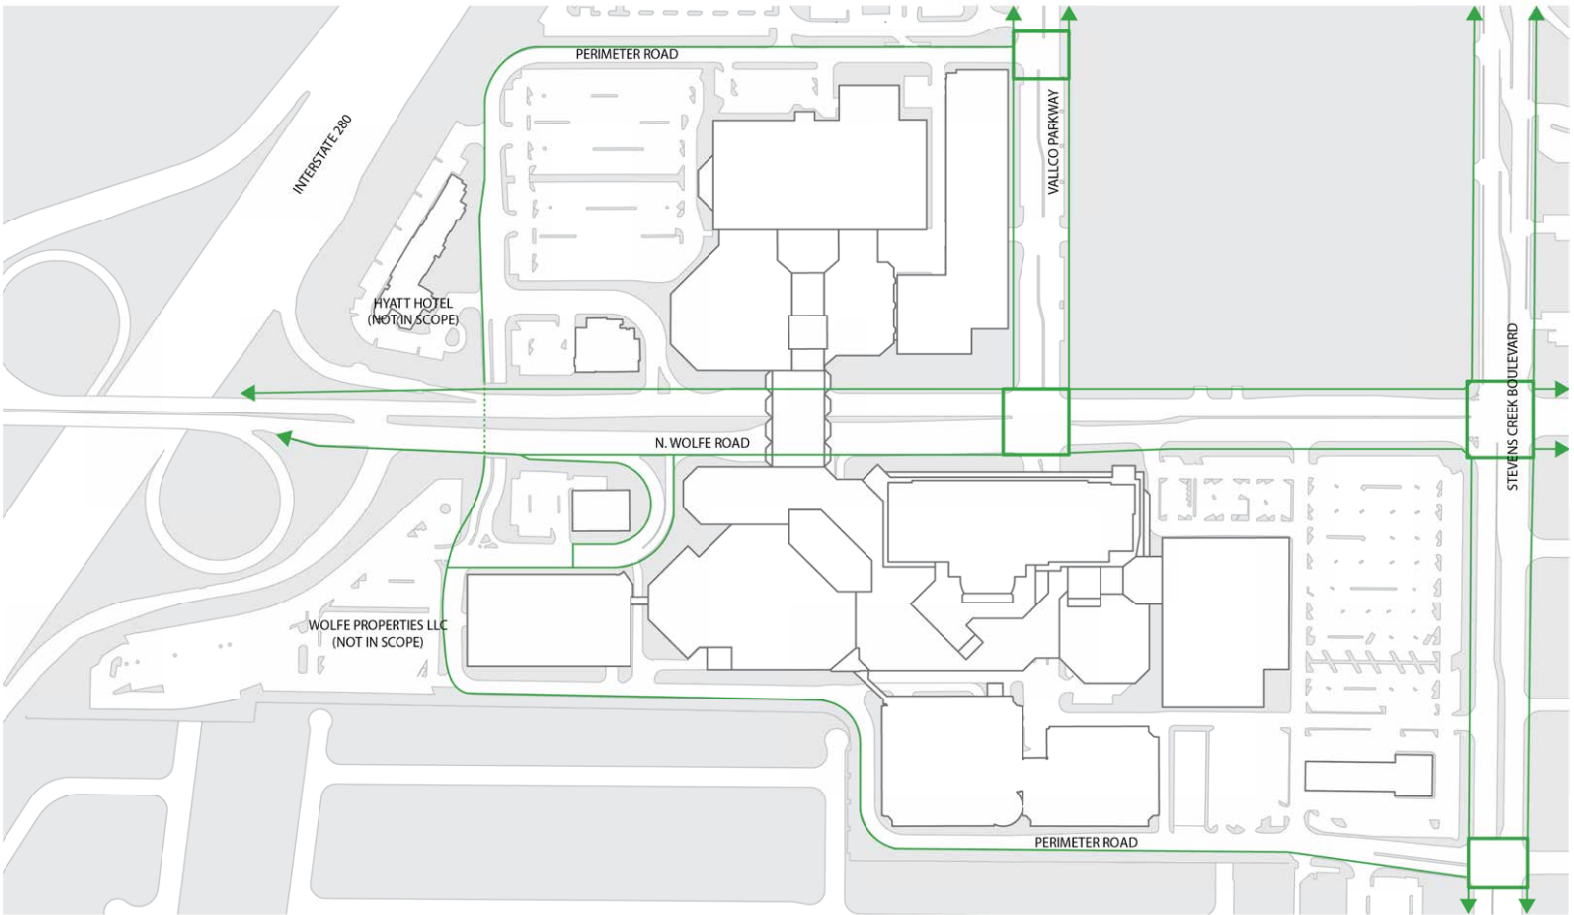 PERIMETER ROAD
INTERSTATE 280
VALLCO PARKWAY
HYATT HOTEL
(NOT IN SCOPE)
STEVENS CREEK BOULEVARD
N. WOLFE ROAD
WOLFE PROPERTIES LLC
(NOT IN SCOPE)
PERIMETER ROAD